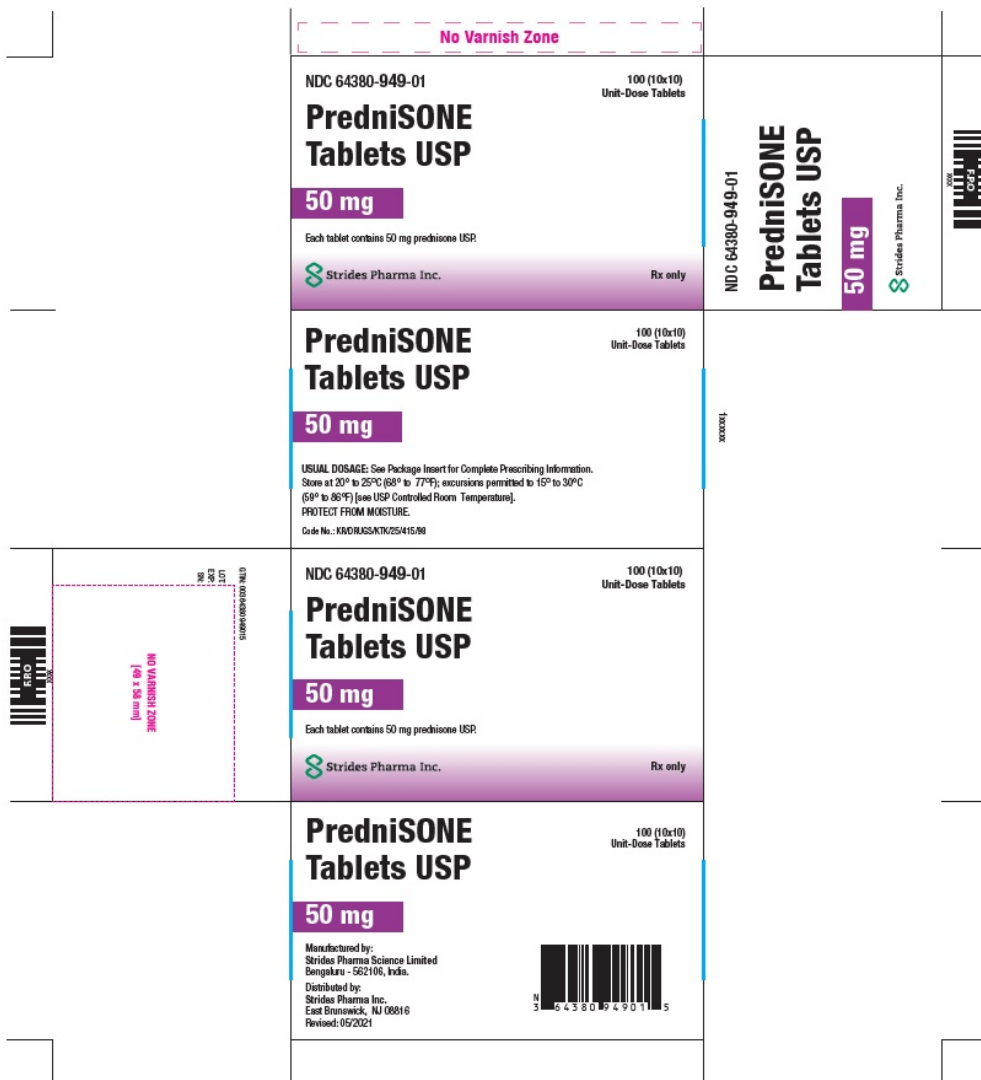 No Varnish Zone
NDC 64380-949-01
100 (10x10)
Unit-Dose Tablets
PredniSONE
Tablets USP
50 mg
Each tablet contains 50 mg prednisone USP.
Strides Pharma Inc.
Rx only
NDC 64380-949-01
PredniSONE
Tablets USP
50 mg
Strides Pharma Inc.
XXXX
F.P.O
PredniSONE
Tablets USP
100 (10x10)
Unit-Dose Tablets
50 mg
USUAL DOSAGE: See Package Insert for Complete Prescribing Information.
Store at 20° to 25°C (68° to 77°F); excursions permitted to 15° to 30°C
(59° to 86°F) [see USP Controlled Room Temperature].
PROTECT FROM MOISTURE.
Code No.: KR/DRUGS/KTK/25/415/98
GTIN: 00364380949015
LOT:
EXP:
SN:
NO VARNISH ZONE
[49 x 58 mm]
F.P.O
XXXX
NDC 64380-949-01
100 (10x10)
Unit-Dose Tablets
PredniSONE
Tablets USP
50 mg
Each tablet contains 50 mg prednisone USP.
Strides Pharma Inc.
Rx only
PredniSONE
Tablets USP
100 (10x10)
Unit-Dose Tablets
50 mg
Manufactured by:
Strides Pharma Science Limited
Bengaluru - 562106, India.
Distributed by:
Strides Pharma Inc.
East Brunswick, NJ 08816
Revised: 05/2021
N
3 64380 94901 5